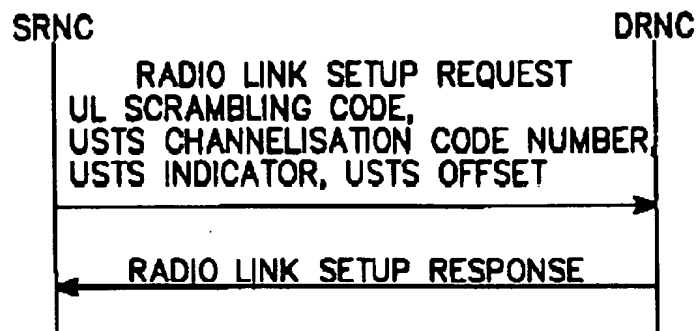 SRNC DRNC
RADIO LINK SETUP REQUEST
UL SCRAMBLING CODE,
USTS CHANNELISATION CODE NUMBER,
USTS INDICATOR, USTS OFFSET
RADIO LINK SETUP RESPONSE